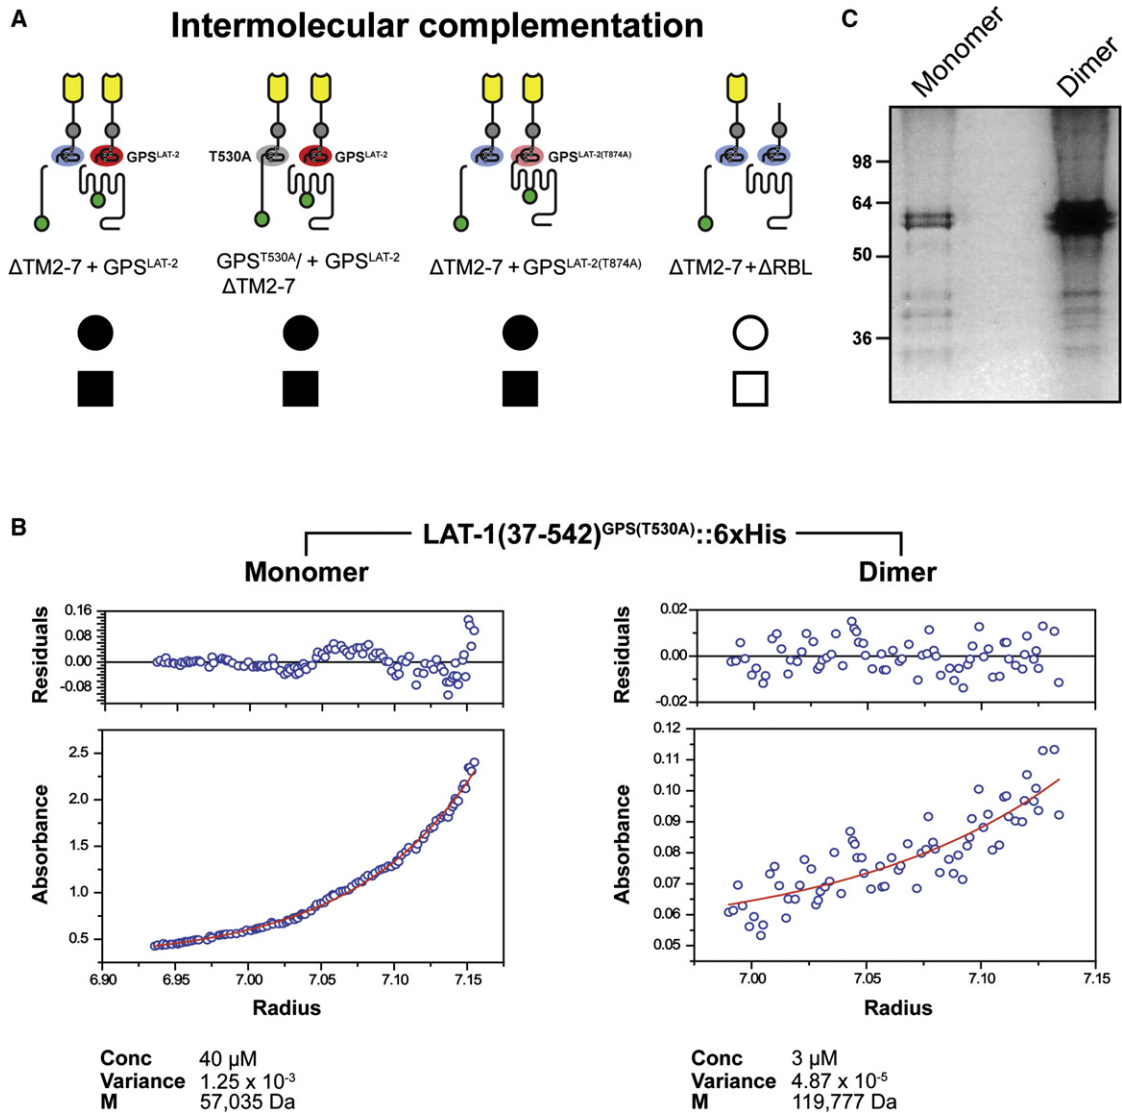 A
Intermolecular complementation
GPS^LAT-2
T530A
GPS^LAT-2
GPS^LAT-2(T874A)
ΔTM2-7 + GPS^LAT-2
GPS^T530A/ + GPS^LAT-2
ΔTM2-7
ΔTM2-7 + GPS^LAT-2(T874A)
ΔTM2-7 + ΔRBL
C
Monomer
Dimer
98
64
50
36
B
LAT-1(37-542)^GPS(T530A)::6xHis
Monomer
Residuals
0.16
0.08
0.00
-0.08
Absorbance
2.5
2.0
1.5
1.0
0.5
6.90 6.95 7.00 7.05 7.10 7.15
Radius
Conc 40 µM
Variance 1.25 x 10^-3
M 57,035 Da
Dimer
Residuals
0.02
0.00
-0.02
Absorbance
0.12
0.11
0.10
0.09
0.08
0.07
0.06
0.05
7.00 7.05 7.10 7.15
Radius
Conc 3 µM
Variance 4.87 x 10^-5
M 119,777 Da